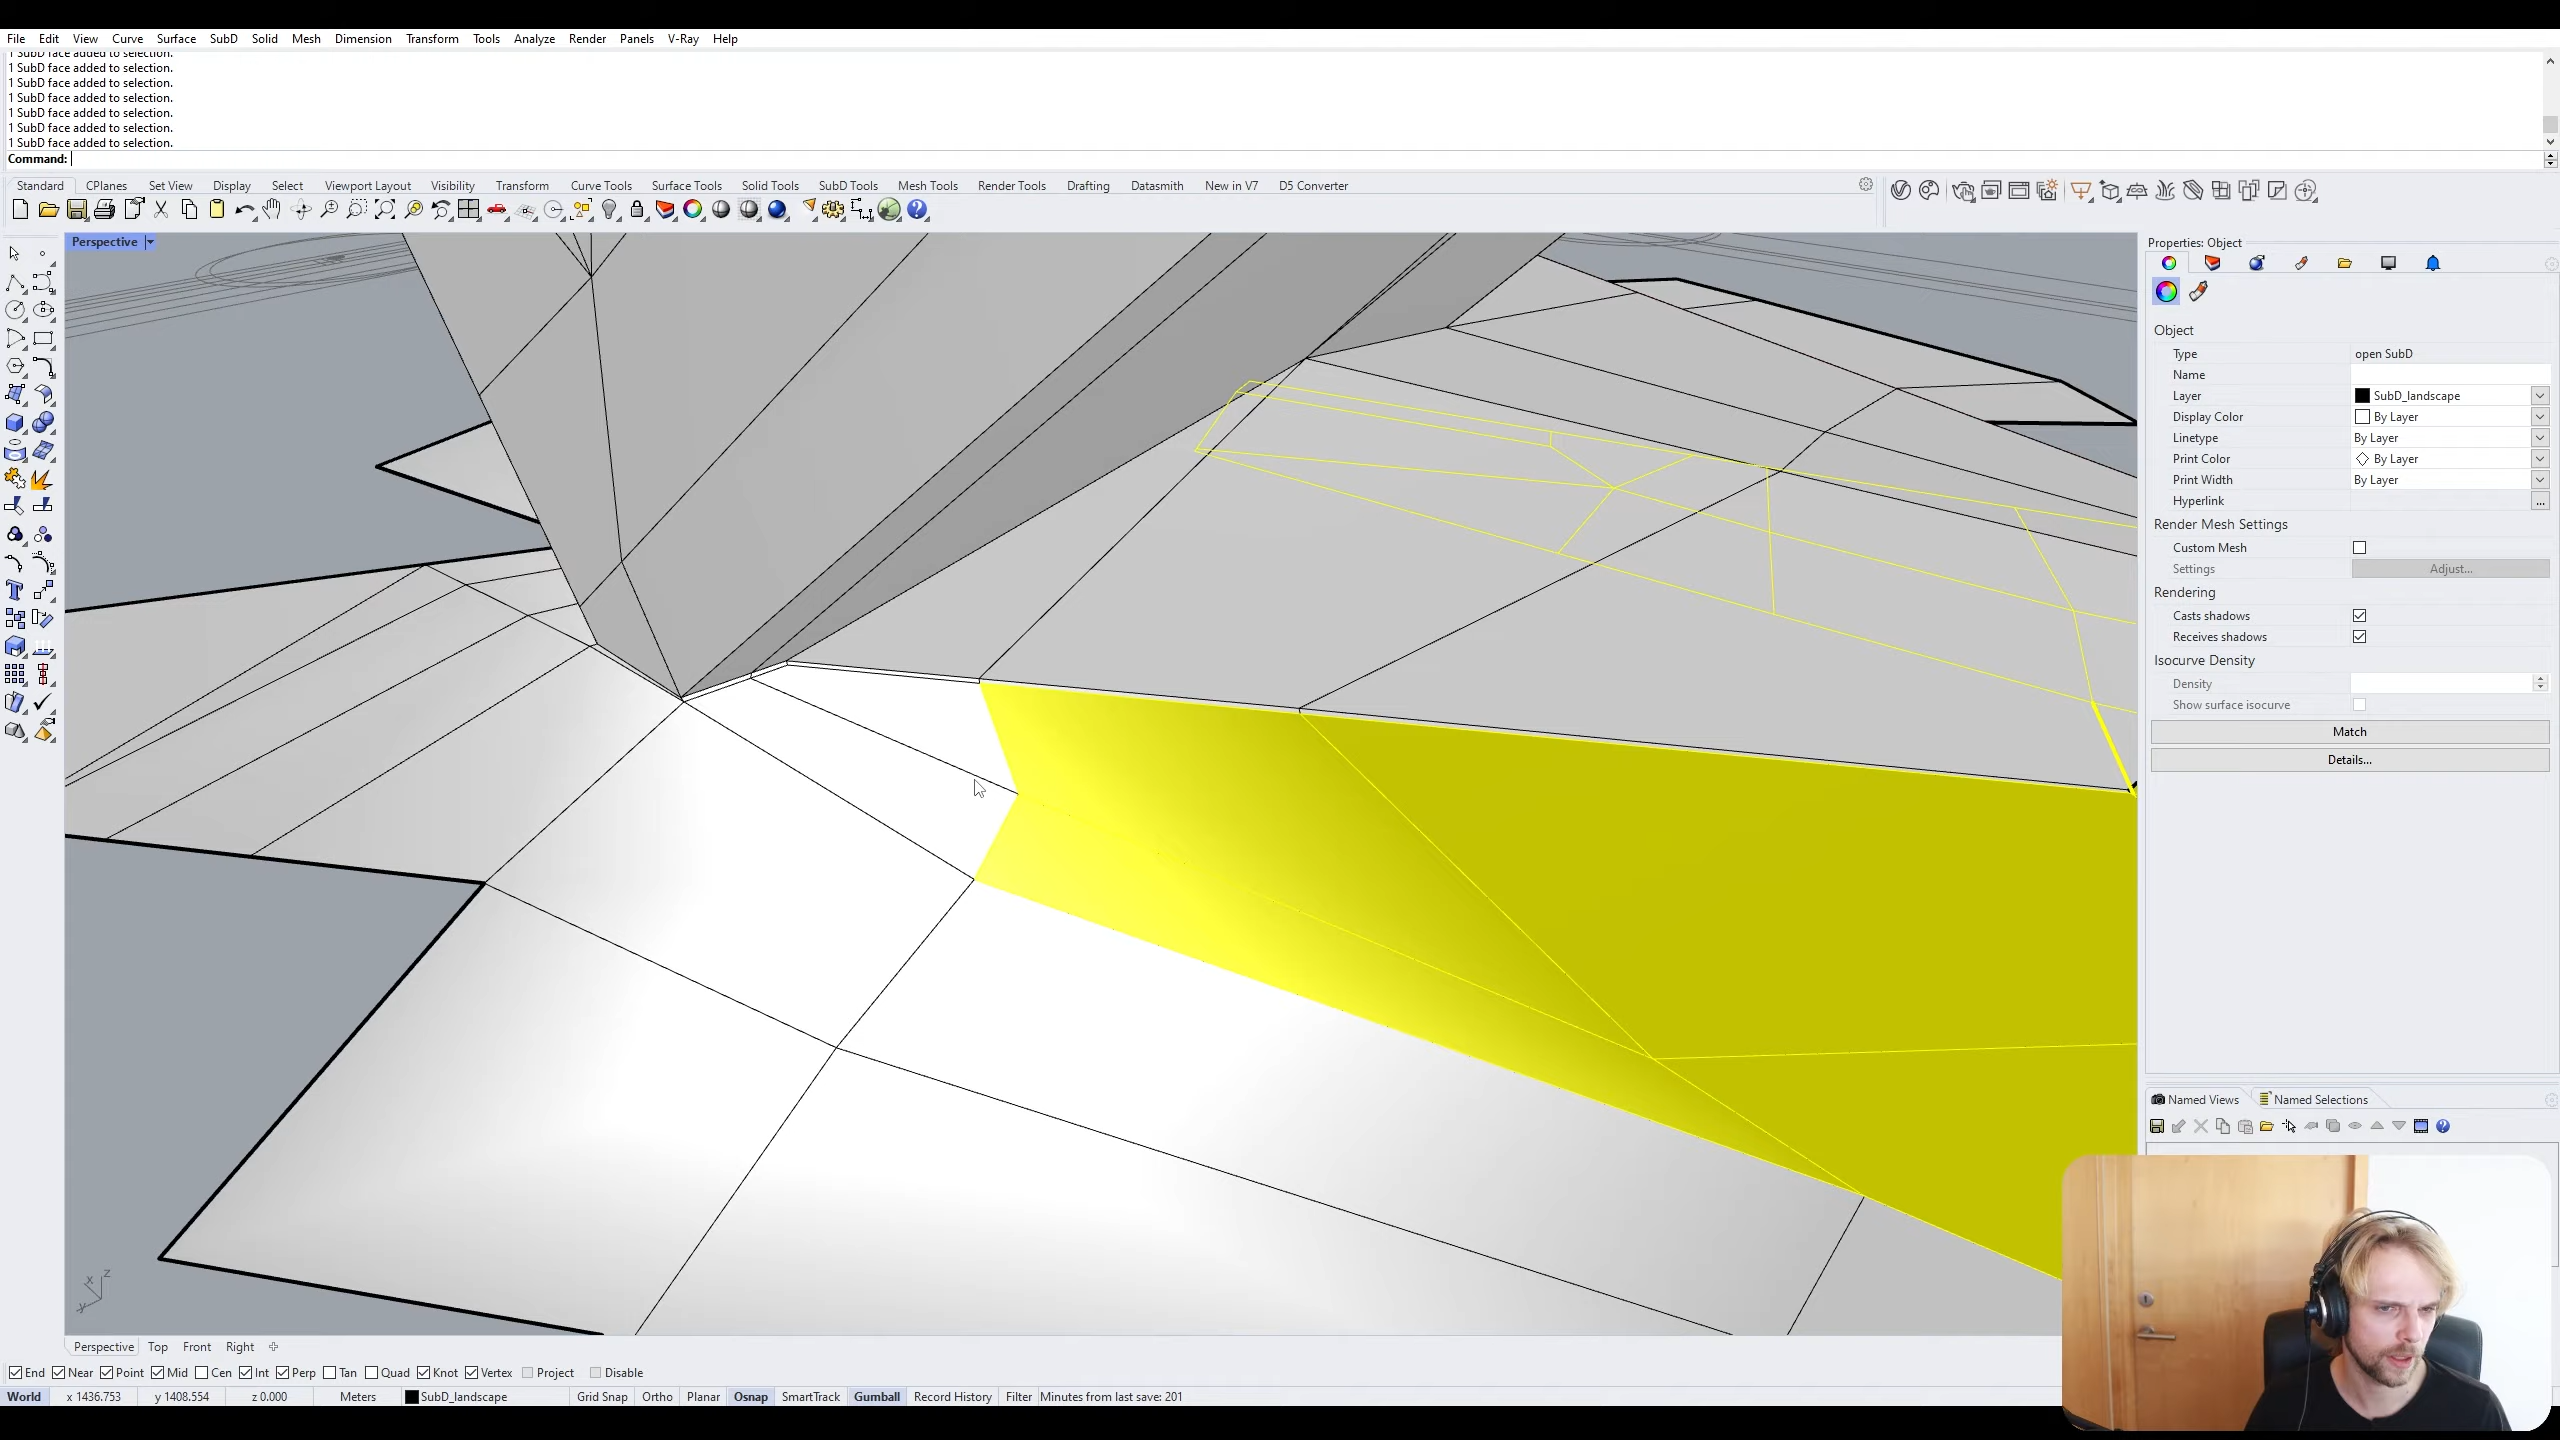 File Edit View Curve Surface SubD Solid Mesh Dimension Transform Tools Analyze Render Panels V-Ray Help
1 SubD face added to selection.
1 SubD face added to selection.
1 SubD face added to selection.
1 SubD face added to selection.
1 SubD face added to selection.
1 SubD face added to selection.
1 SubD face added to selection.
Command:
Standard CPlanes Set View Display Select Viewport Layout Visibility Transform Curve Tools Surface Tools Solid Tools SubD Tools Mesh Tools Render Tools Drafting Datasmith New in V7 D5 Converter
Perspective
Properties: Object
Object
Type open SubD
Name
Layer SubD_landscape
Display Color By Layer
Linetype By Layer
Print Color By Layer
Print Width By Layer
Hyperlink ...
Render Mesh Settings
Custom Mesh
Settings Adjust...
Rendering
Casts shadows
Receives shadows
Isocurve Density
Density
Show surface isocurve
Match
Details...
Named Views Named Selections
x z
y
Perspective Top Front Right
End Near Point Mid Cen Int Perp Tan Quad Knot Vertex Project Disable
World x 1436.753 y 1408.554 z 0.000 Meters SubD_landscape Grid Snap Ortho Planar Osnap SmartTrack Gumball Record History Filter Minutes from last save: 201